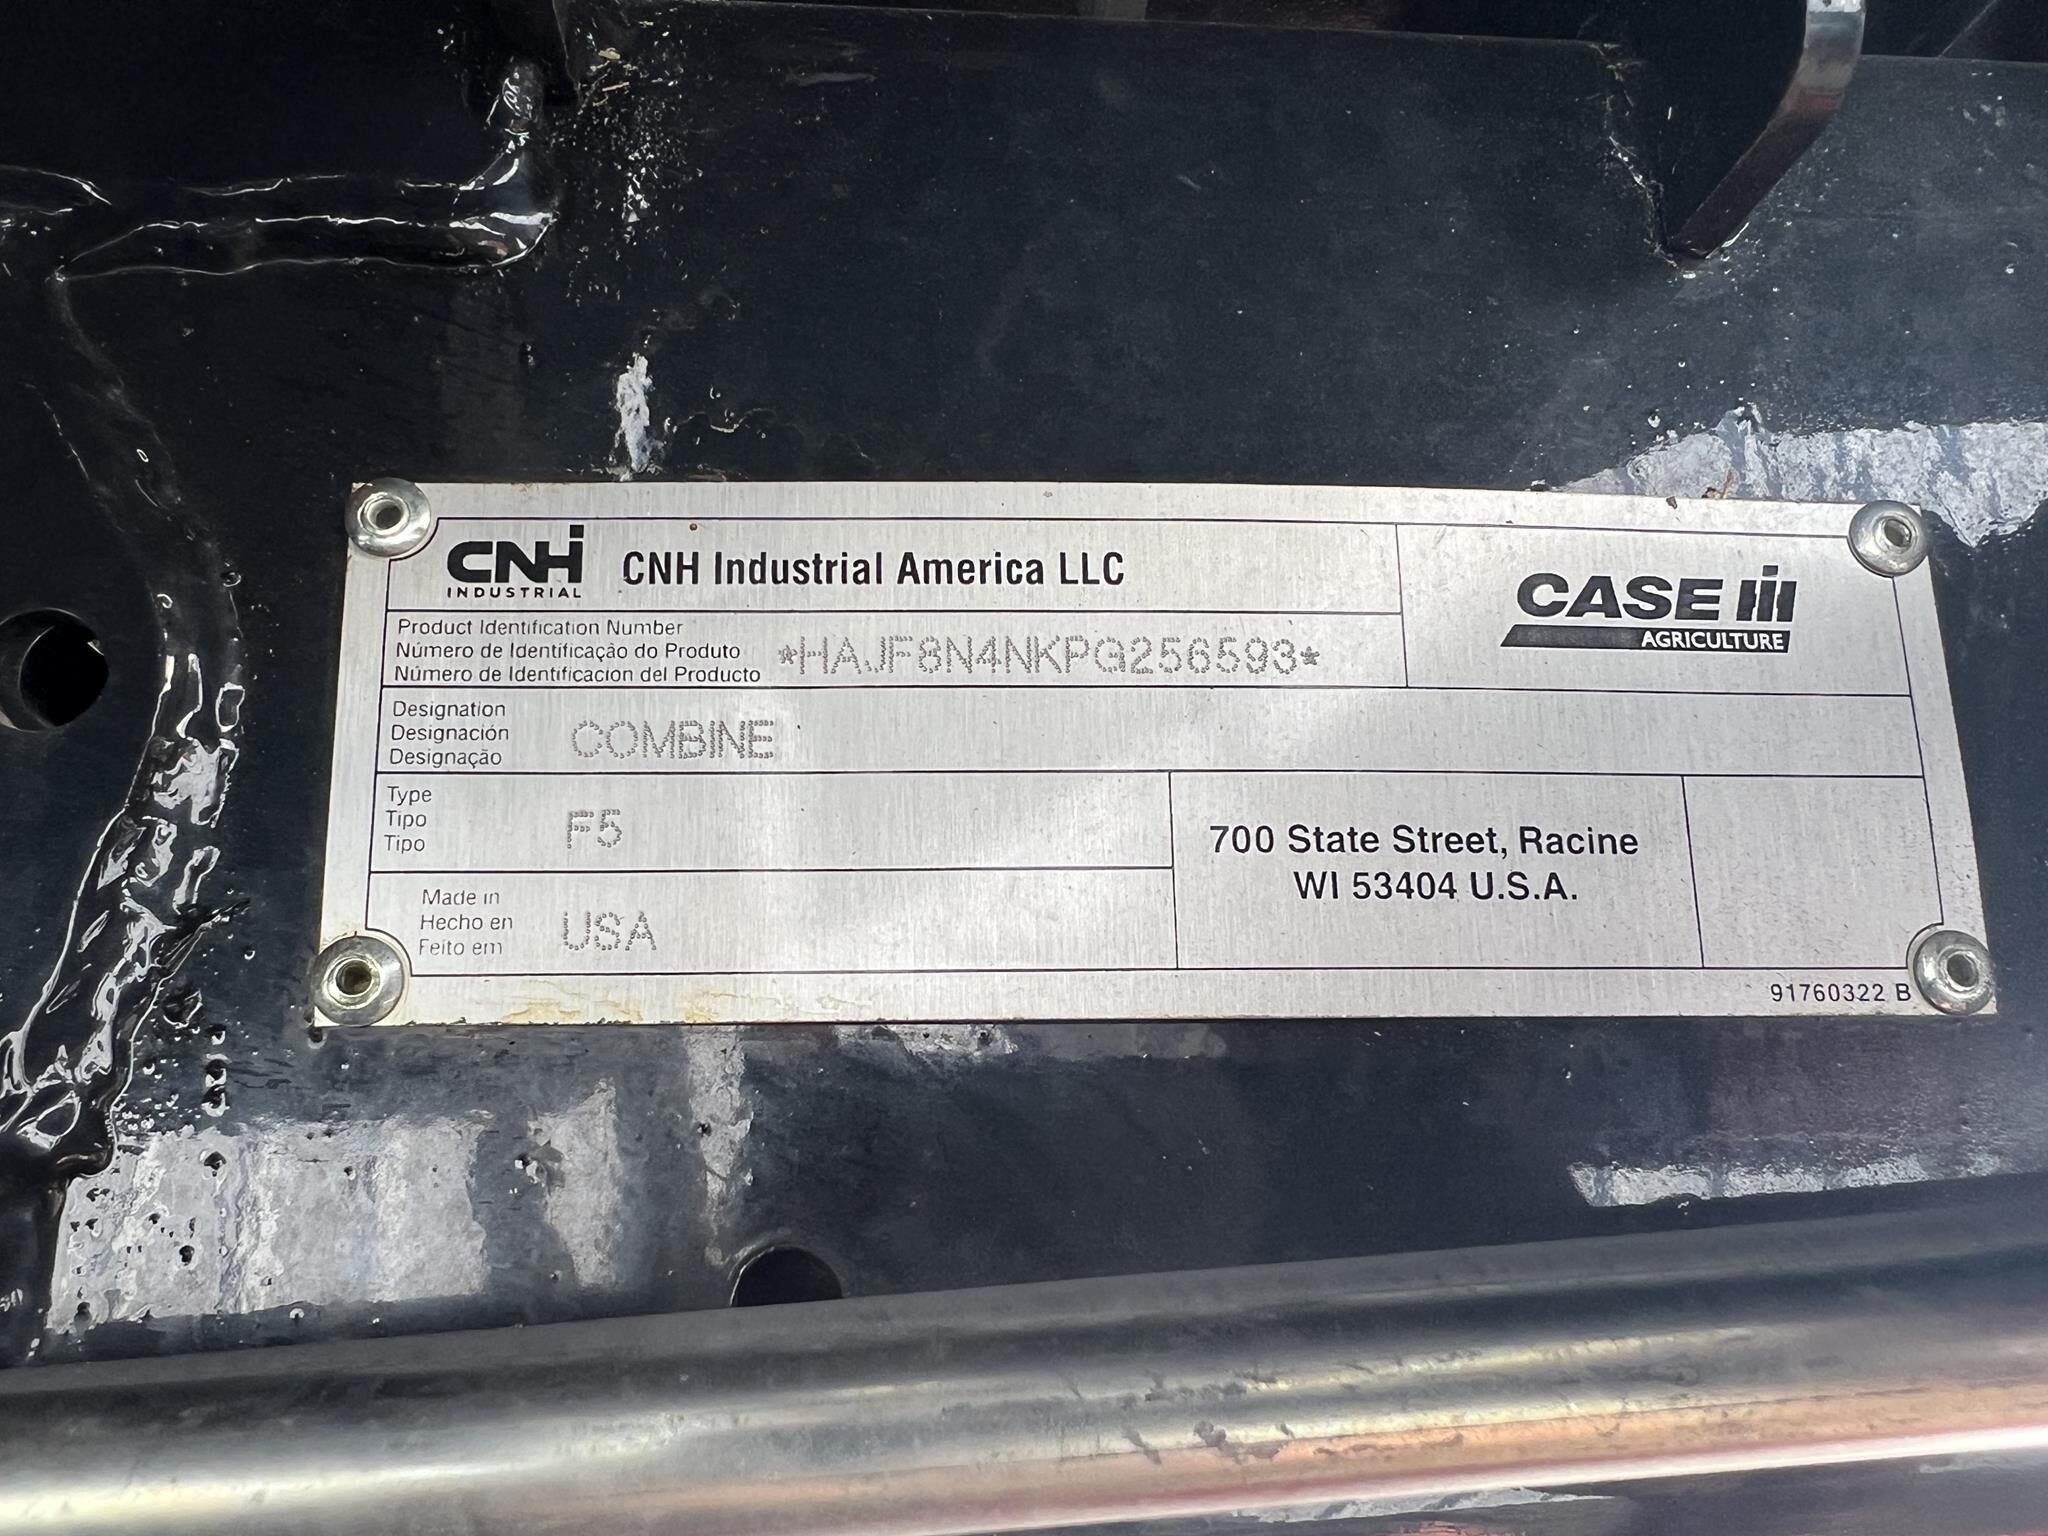 CNH INDUSTRIAL
CNH Industrial America LLC
CASE IH
AGRICULTURE
Product Identification Number
Número de Identificação do Produto
Número de Identificacion del Producto
*HAJF8N4NKPG256593*
Designation
Designación
Designação
COMBINE
Type
Tipo
Tipo
F5
Made in
Hecho en
Feito em
USA
700 State Street, Racine
WI 53404 U.S.A.
91760322 B